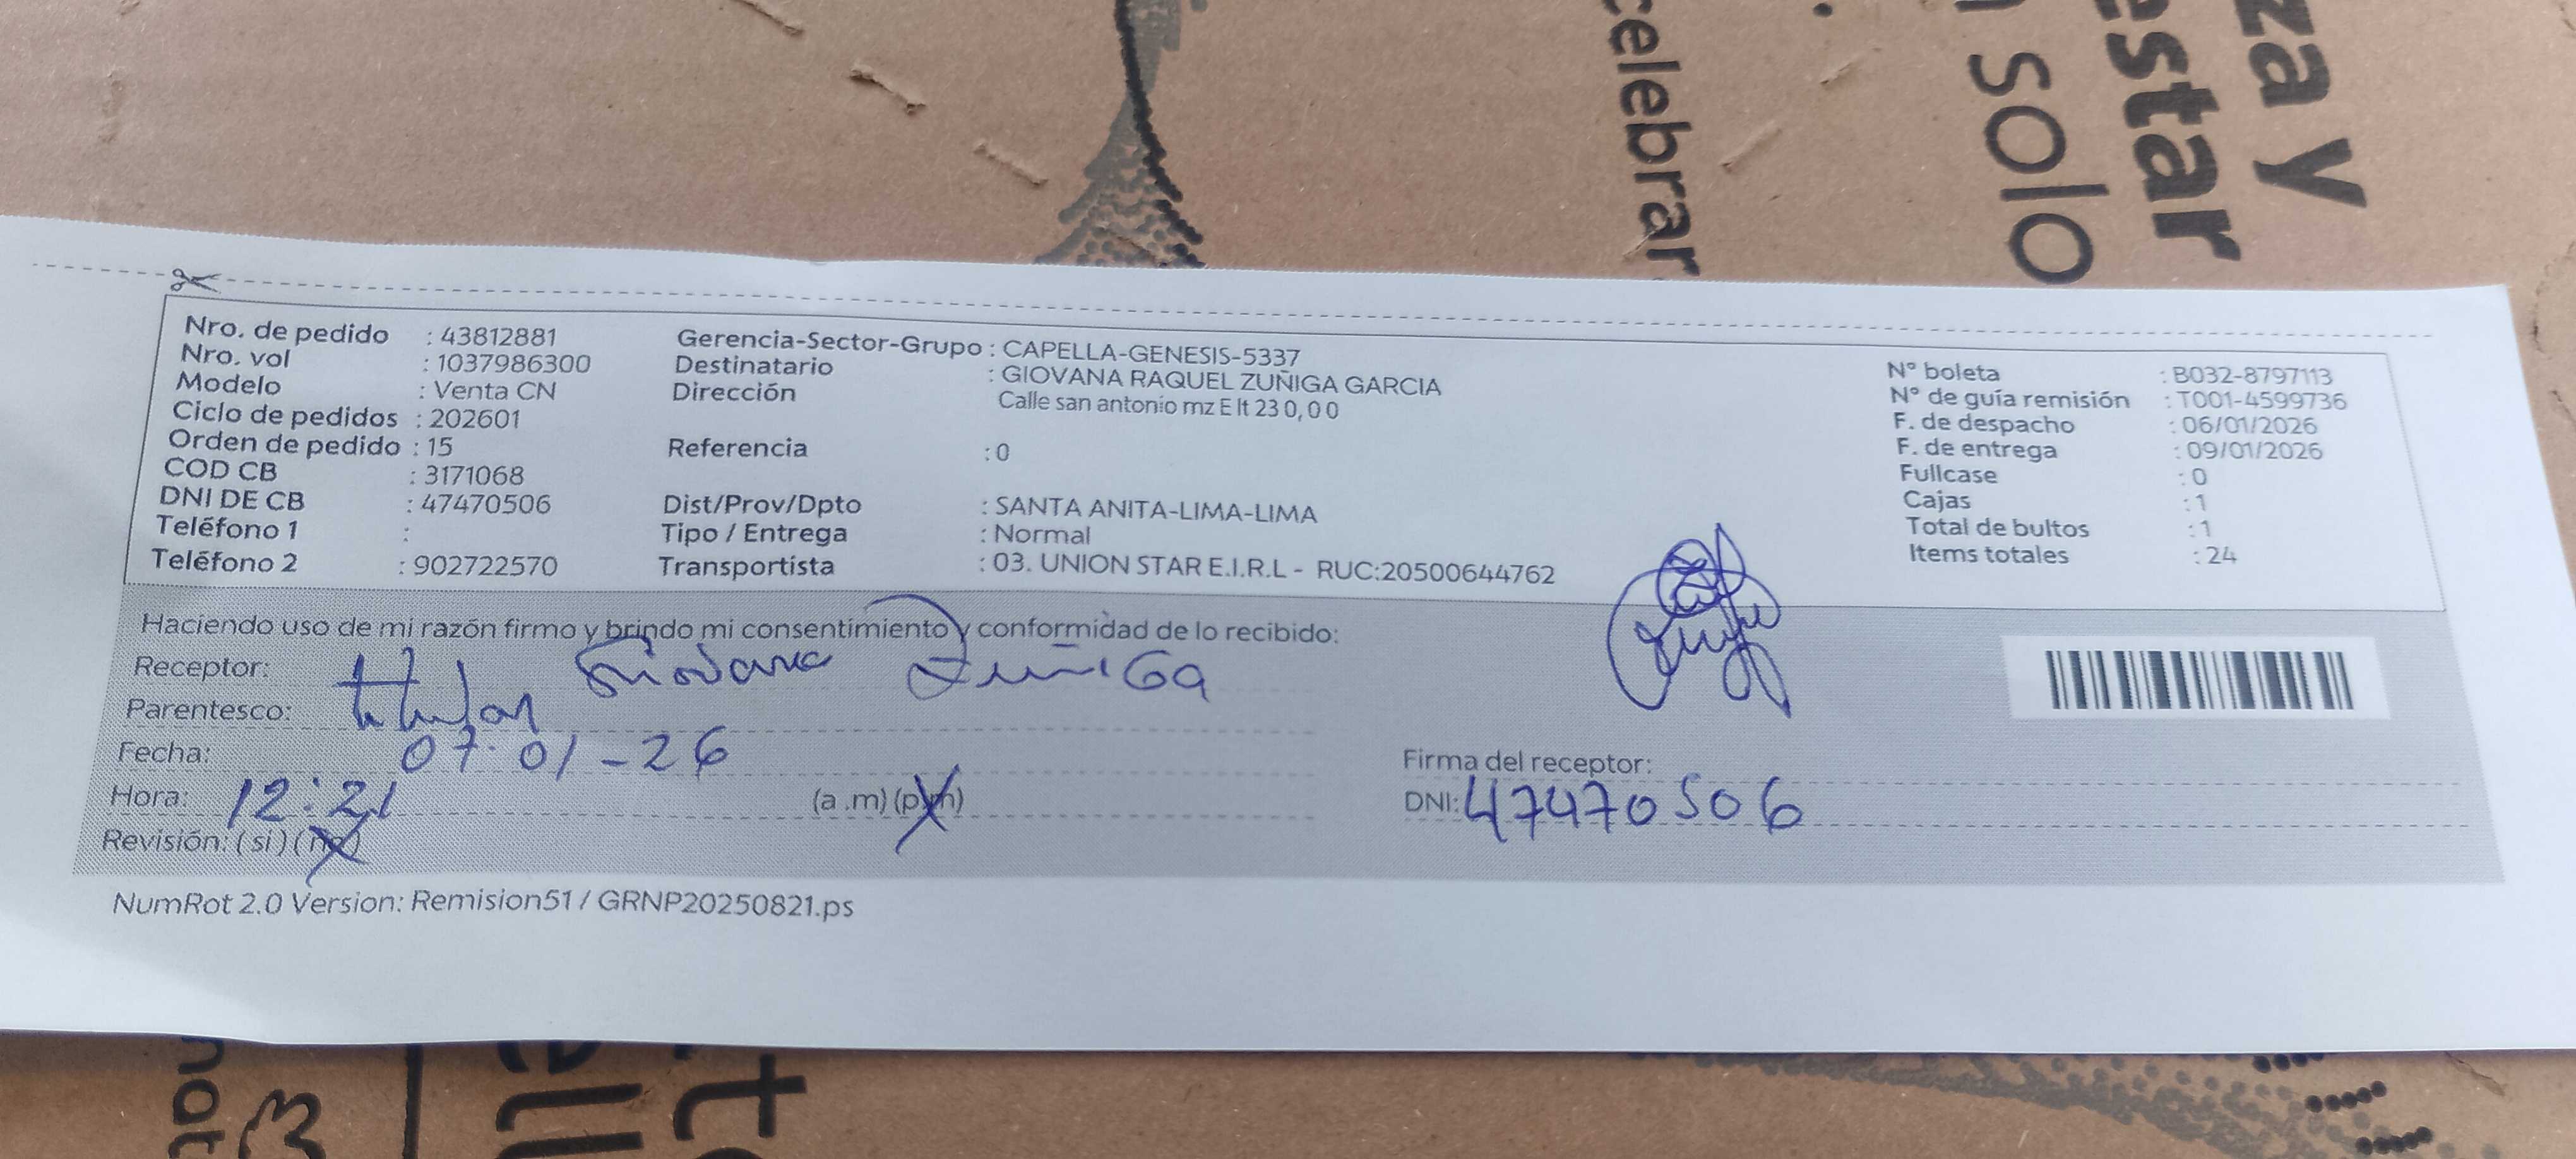 celebrar
n solo
estar
za y
Nro. de pedido : 43812881
Nro. vol : 1037986300
Modelo : Venta CN
Ciclo de pedidos : 202601
Orden de pedido : 15
COD CB : 3171068
DNI DE CB : 47470506
Teléfono 1 :
Teléfono 2 : 902722570
Gerencia-Sector-Grupo : CAPELLA-GENESIS-5337
Destinatario : GIOVANA RAQUEL ZUÑIGA GARCIA
Dirección Calle san antonio mz E lt 23 0, 0 0
Referencia : 0
Dist/Prov/Dpto : SANTA ANITA-LIMA-LIMA
Tipo / Entrega : Normal
Transportista : 03. UNION STAR E.I.R.L - RUC:20500644762
N° boleta : B032-8797113
N° de guía remisión : T001-4599736
F. de despacho : 06/01/2026
F. de entrega : 09/01/2026
Fullcase : 0
Cajas : 1
Total de bultos : 1
Items totales : 24
Haciendo uso de mi razón firmo y brindo mi consentimiento y conformidad de lo recibido:
Receptor: Giovana Zuñiga
Parentesco: titular
Fecha: 07-01-26
Hora: 12:21 (a .m) (p.m)
Revisión: (si) (no)
Firma del receptor:
DNI: 47470506
NumRot 2.0 Version: Remision51 / GRNP20250821.ps